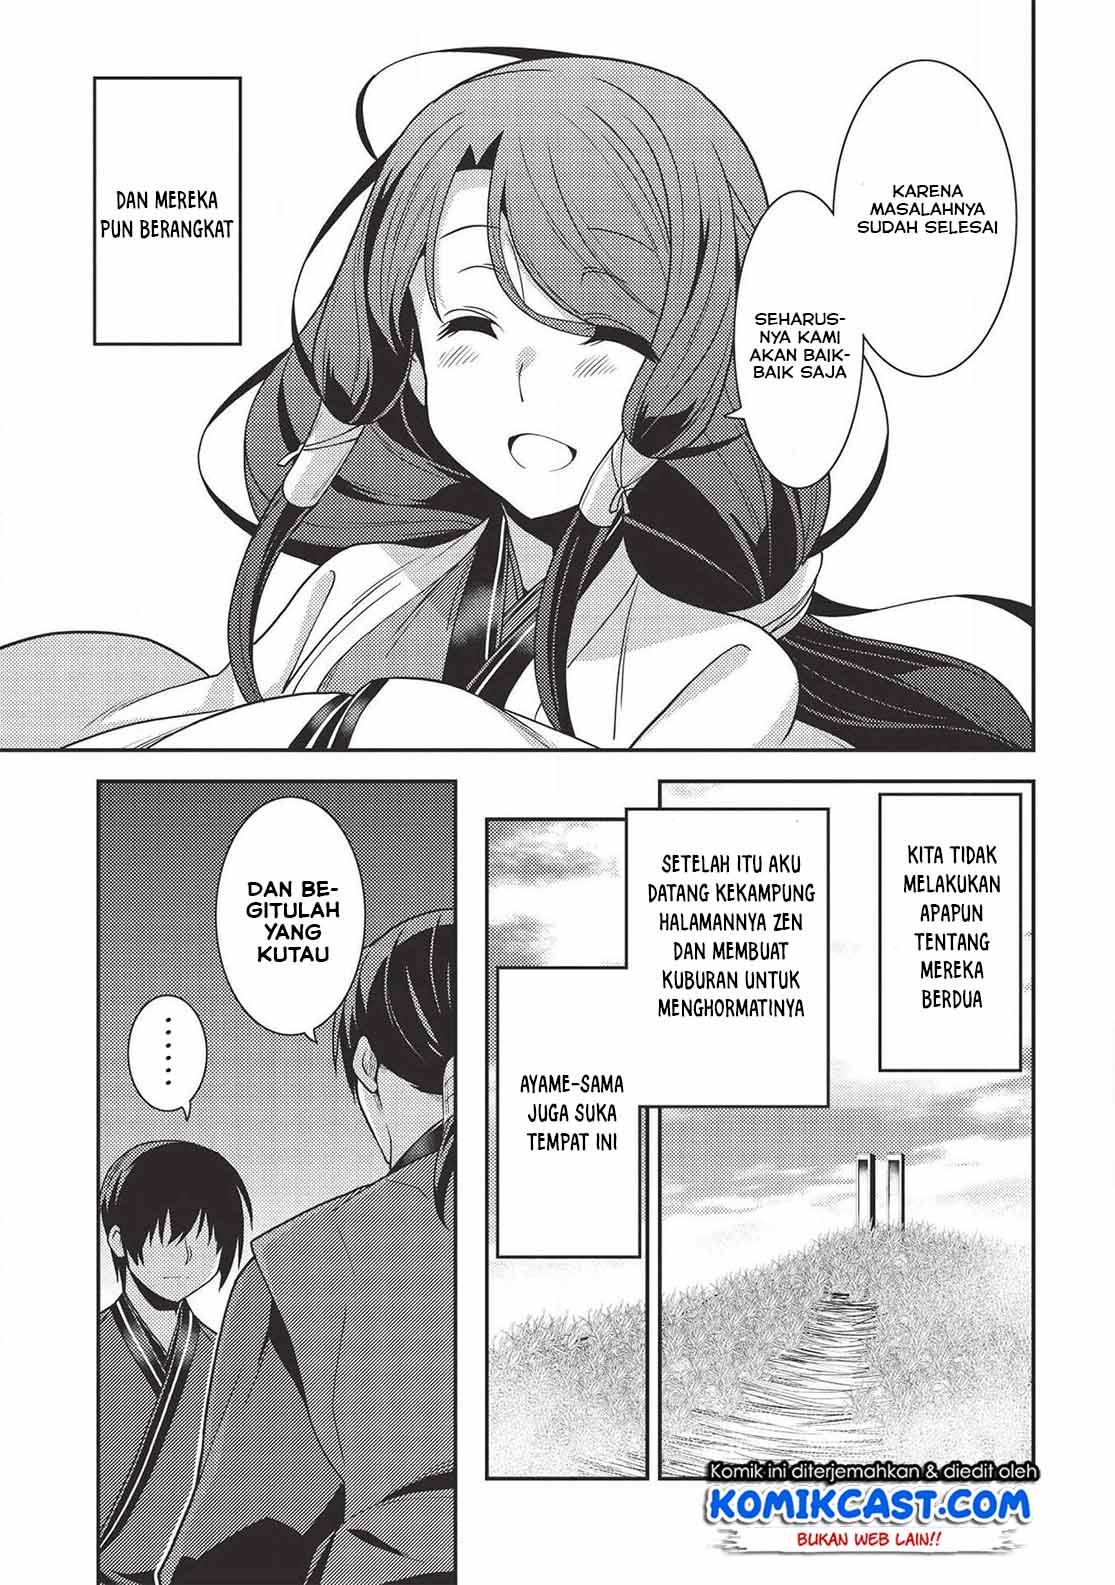 KARENA
MASALAHNYA
SUDAH SELESAI
SEHARUS-
NYA KAMI
AKAN BAIK-
BAIK SAJA
DAN MEREKA
PUN BERANGKAT
KITA TIDAK
MELAKUKAN
APAPUN
TENTANG
MEREKA
BERDUA
SETELAH ITU AKU
DATANG KEKAMPUNG
HALAMANNYA ZEN
DAN MEMBUAT
KUBURAN UNTUK
MENGHORMATINYA
AYAME-SAMA
JUGA SUKA
TEMPAT INI
DAN BE-
GITULAH
YANG
KUTAU
......
Komik ini diterjemahkan & diedit oleh
KOMIKCAST.COM
BUKAN WEB LAIN!!